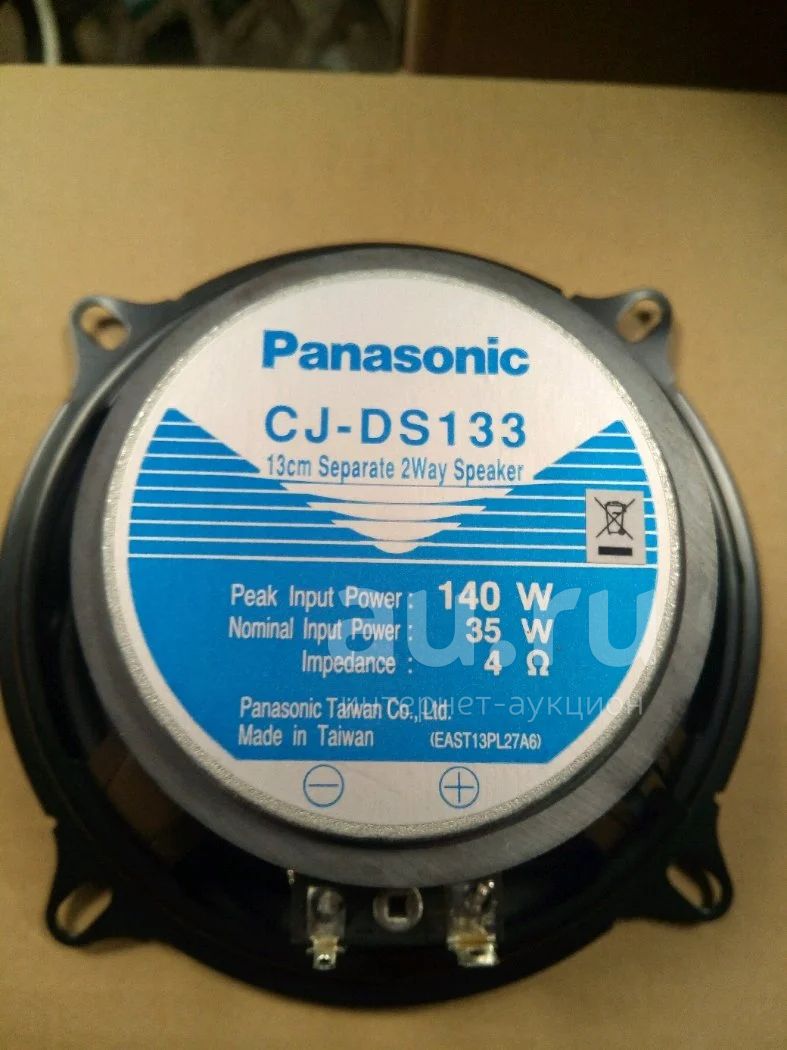 Panasonic
CJ-DS133
13cm Separate 2Way Speaker
Peak Input Power: 140 W
Nominal Input Power: 35 W
Impedance: 4 Ω
au.ru
интернет-аукцион
Panasonic Taiwan Co.,Ltd.
Made in Taiwan (EAST13PL27A6)
− +